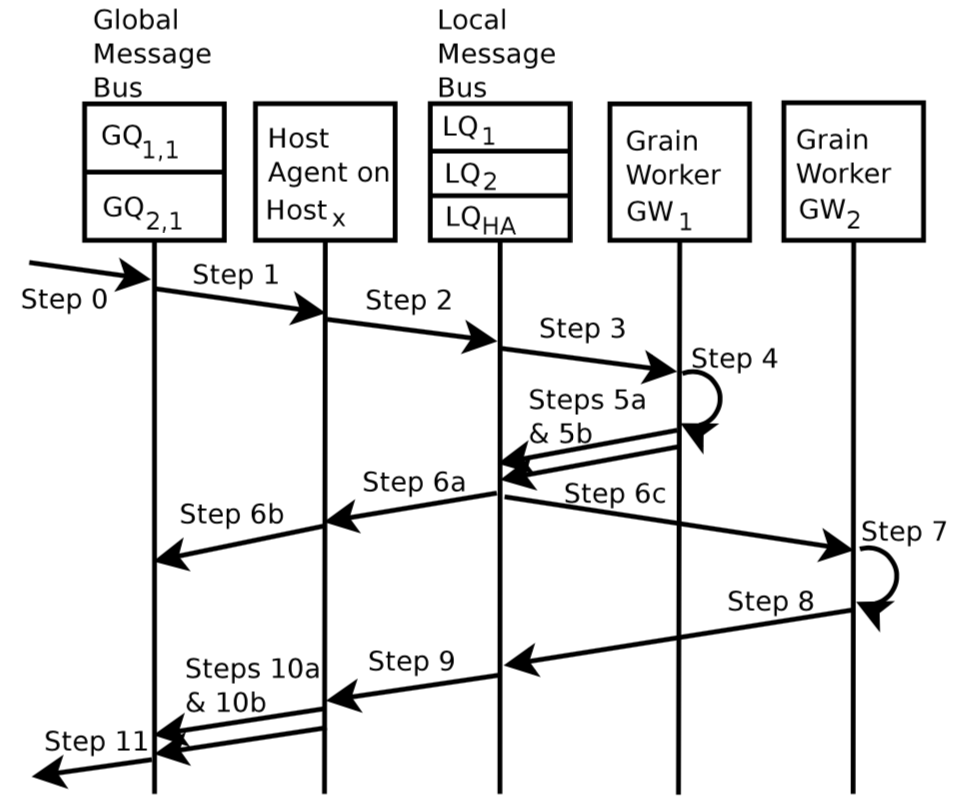 Global
Message
Bus
Local
Message
Bus
GQ1,1
GQ2,1
Host
Agent on
Hostx
LQ1
LQ2
LQHA
Grain
Worker
GW1
Grain
Worker
GW2
Step 0
Step 1
Step 2
Step 3
Step 4
Steps 5a
& 5b
Step 6a
Step 6b
Step 6c
Step 7
Step 8
Step 9
Steps 10a
& 10b
Step 11